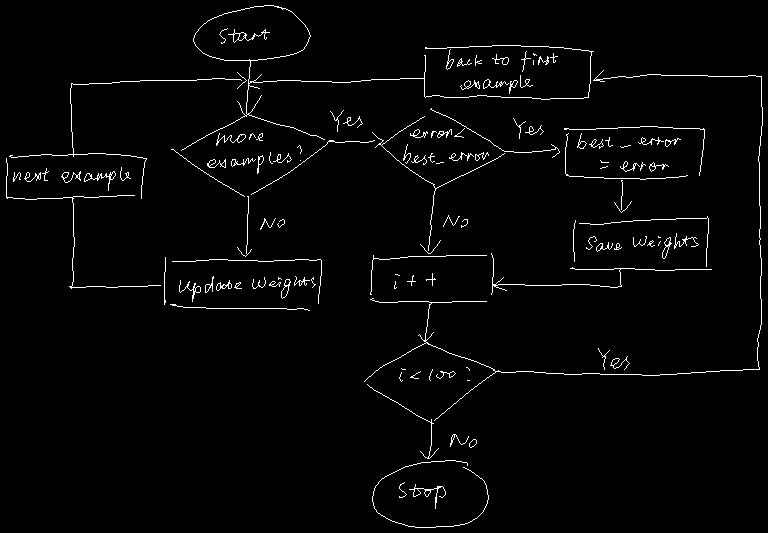 Start
back to first
example
more
examples?
Yes
error<
best_error
Yes
best_error
= error
next example
No
No
Save Weights
update weights
i++
i<100?
Yes
No
Stop